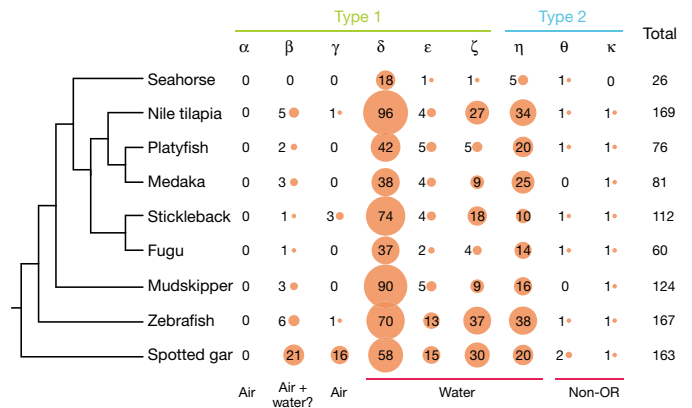 Type 1 Type 2
α β γ δ ε ζ η θ κ Total
Seahorse 0 0 0 18 1 1 5 1 0 26
Nile tilapia 0 5 1 96 4 27 34 1 1 169
Platyfish 0 2 0 42 5 5 20 1 1 76
Medaka 0 3 0 38 4 9 25 0 1 81
Stickleback 0 1 3 74 4 18 10 1 1 112
Fugu 0 1 0 37 2 4 14 1 1 60
Mudskipper 0 3 0 90 5 9 16 0 1 124
Zebrafish 0 6 1 70 13 37 38 1 1 167
Spotted gar 0 21 16 58 15 30 20 2 1 163
Air Air + water? Air Water Non-OR